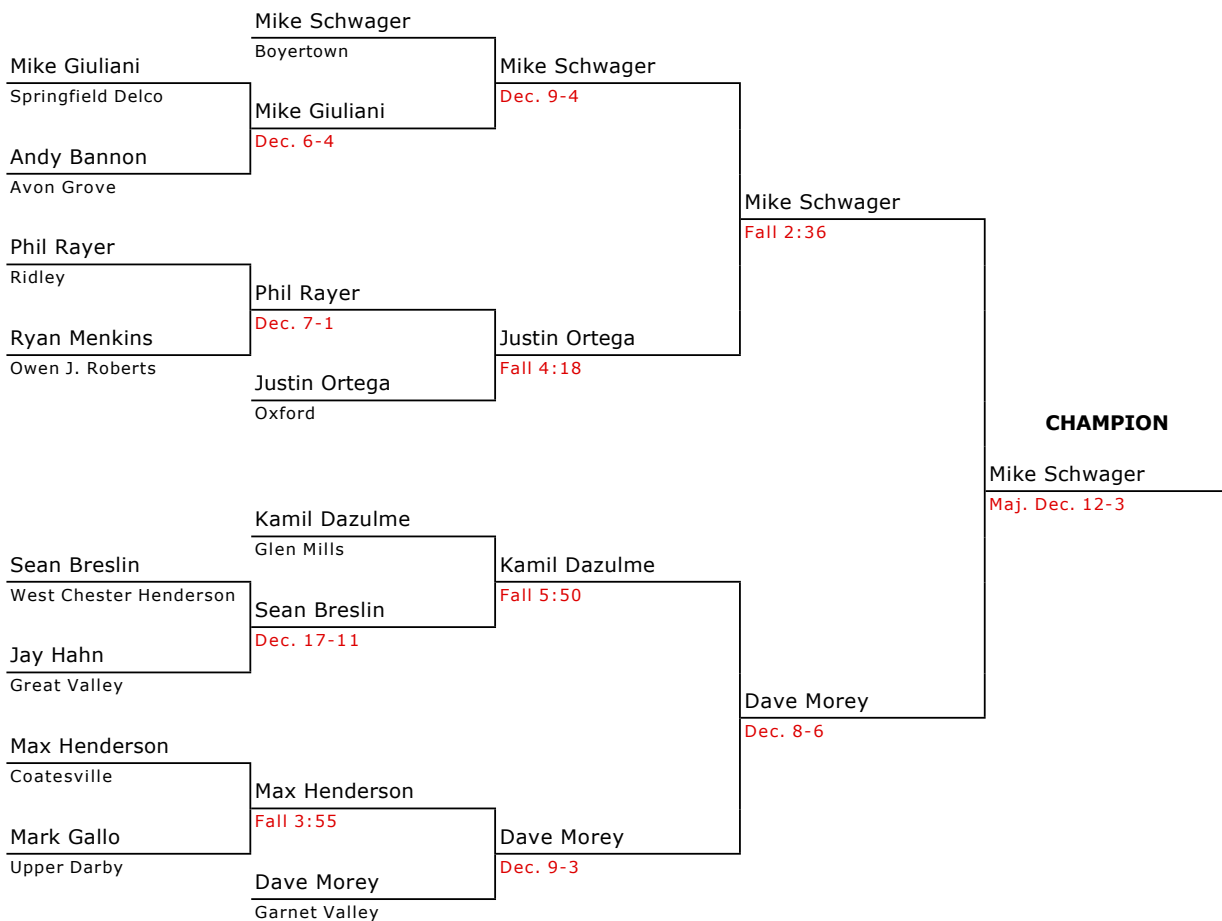 Mike Schwager
Boyertown
Mike Giuliani
Springfield Delco
Mike Schwager
Dec. 9-4
Mike Giuliani
Dec. 6-4
Andy Bannon
Avon Grove
Mike Schwager
Fall 2:36
Phil Rayer
Ridley
Phil Rayer
Dec. 7-1
Ryan Menkins
Owen J. Roberts
Justin Ortega
Fall 4:18
Justin Ortega
Oxford
CHAMPION
Mike Schwager
Maj. Dec. 12-3
Kamil Dazulme
Glen Mills
Sean Breslin
West Chester Henderson
Kamil Dazulme
Fall 5:50
Sean Breslin
Dec. 17-11
Jay Hahn
Great Valley
Dave Morey
Dec. 8-6
Max Henderson
Coatesville
Max Henderson
Fall 3:55
Mark Gallo
Upper Darby
Dave Morey
Dec. 9-3
Dave Morey
Garnet Valley